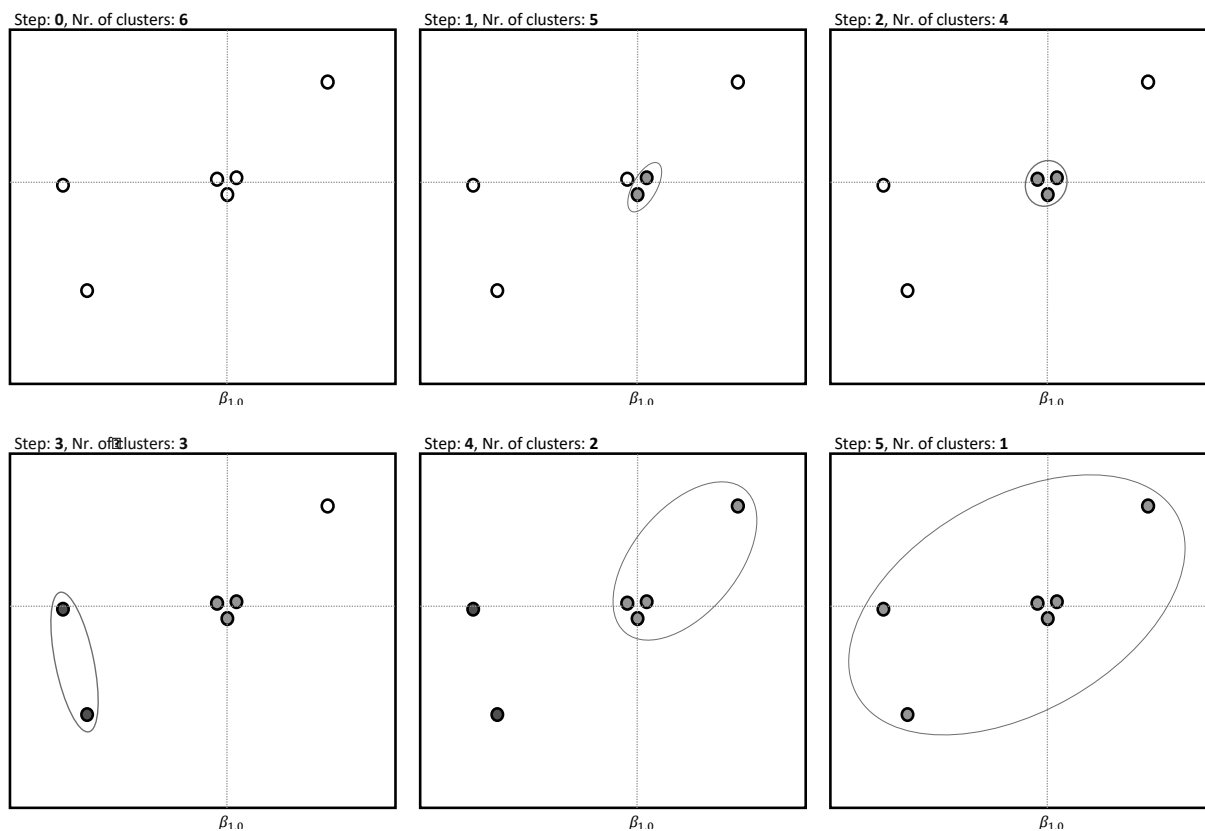 Step: 0, Nr. of clusters: 6
Step: 1, Nr. of clusters: 5
Step: 2, Nr. of clusters: 4
β1,0
β1,0
β1,0
Step: 3, Nr. of clusters: 3
Step: 4, Nr. of clusters: 2
Step: 5, Nr. of clusters: 1
β1,0
β1,0
β1,0